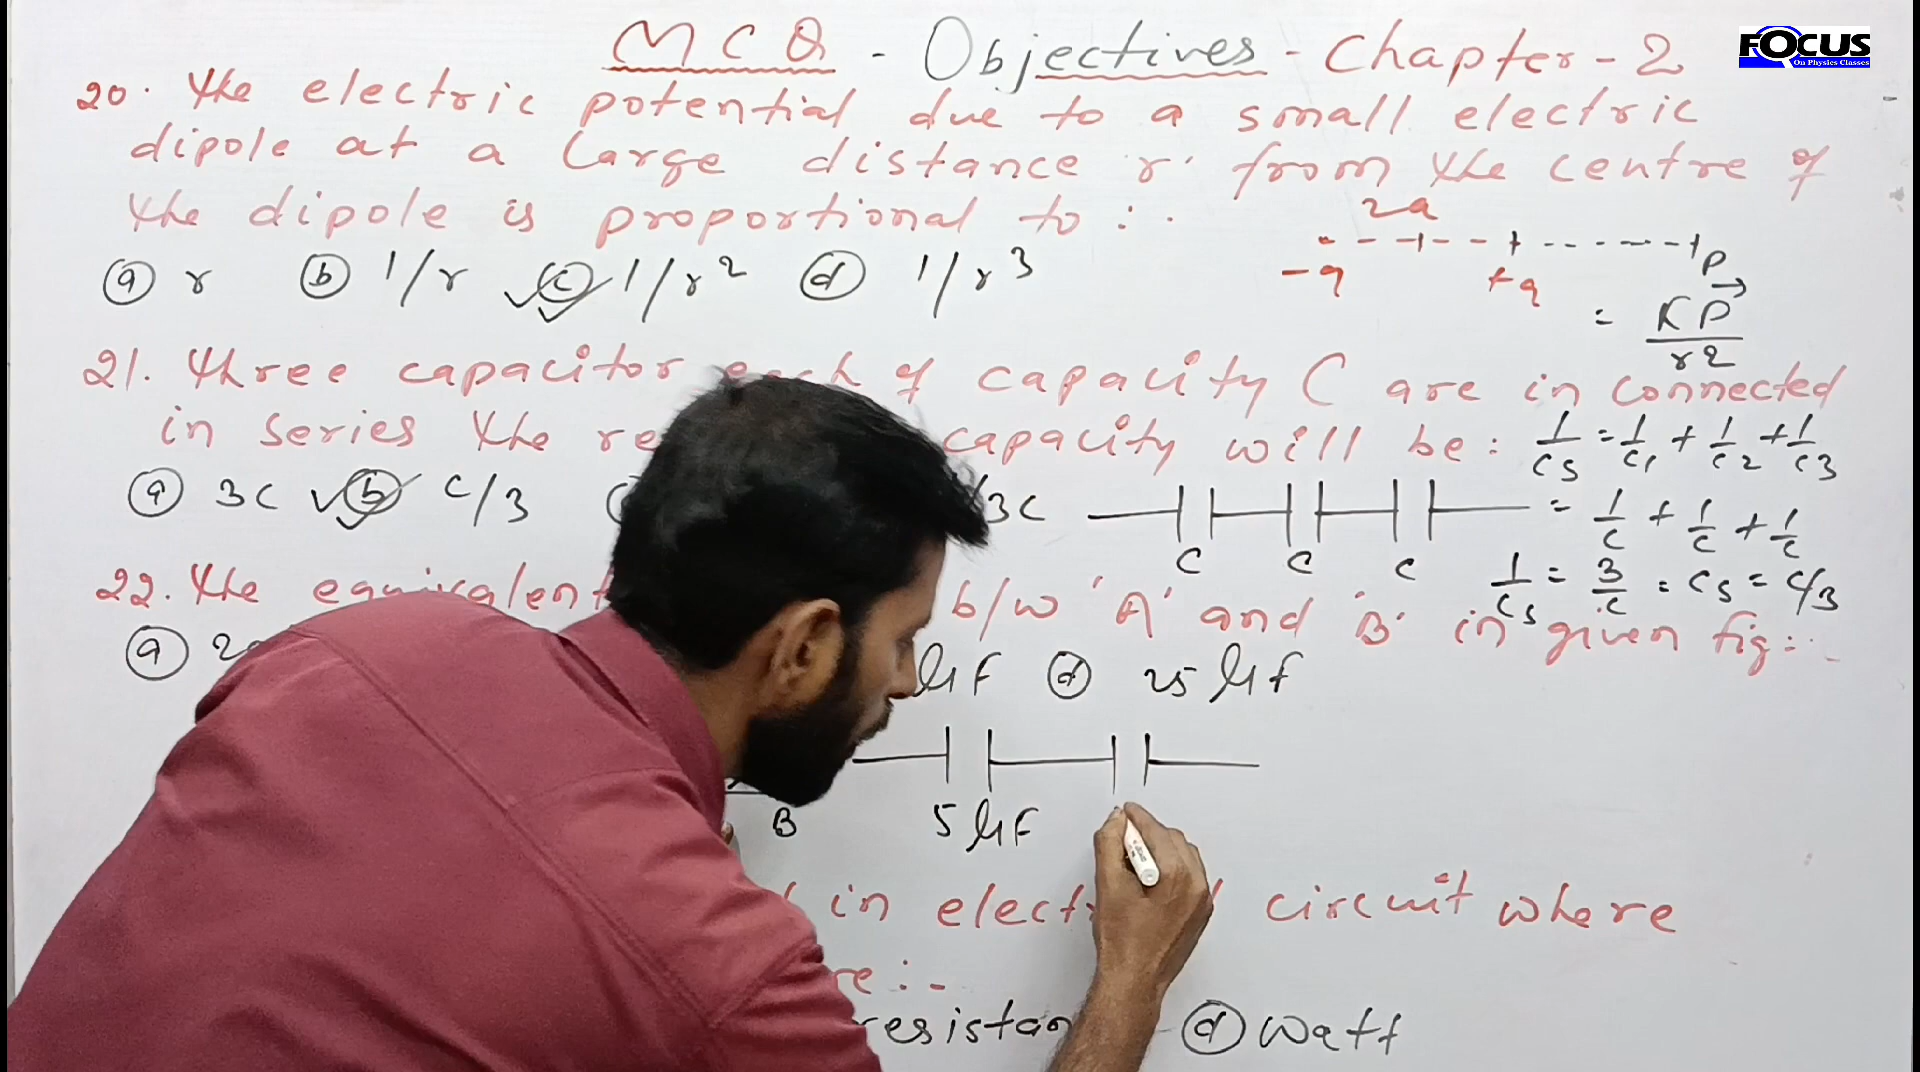 MCQ - Objectives - Chapter - 2
FOCUS
On Physics Classes
20. The electric potential due to a small electric
dipole at a large distance 'r' from the centre of
the dipole is proportional to :-
2a
-q +q P
(a) r (b) 1/r (c) 1/r2 (d) 1/r3
= KP/r2
21. Three capacitor each of capacity C are in connected
in series the capacity will be:
1/Cs = 1/C1 + 1/C2 + 1/C3
(a) 3C (b) C/3 /3C
= 1/C + 1/C + 1/C
C C C
1/Cs = 3/C = Cs = C/3
22. The equivalent b/w 'A' and 'B' in given fig:-
(a) μF (d) 25 μF
B 5 μF
in circuit where
(d) watt